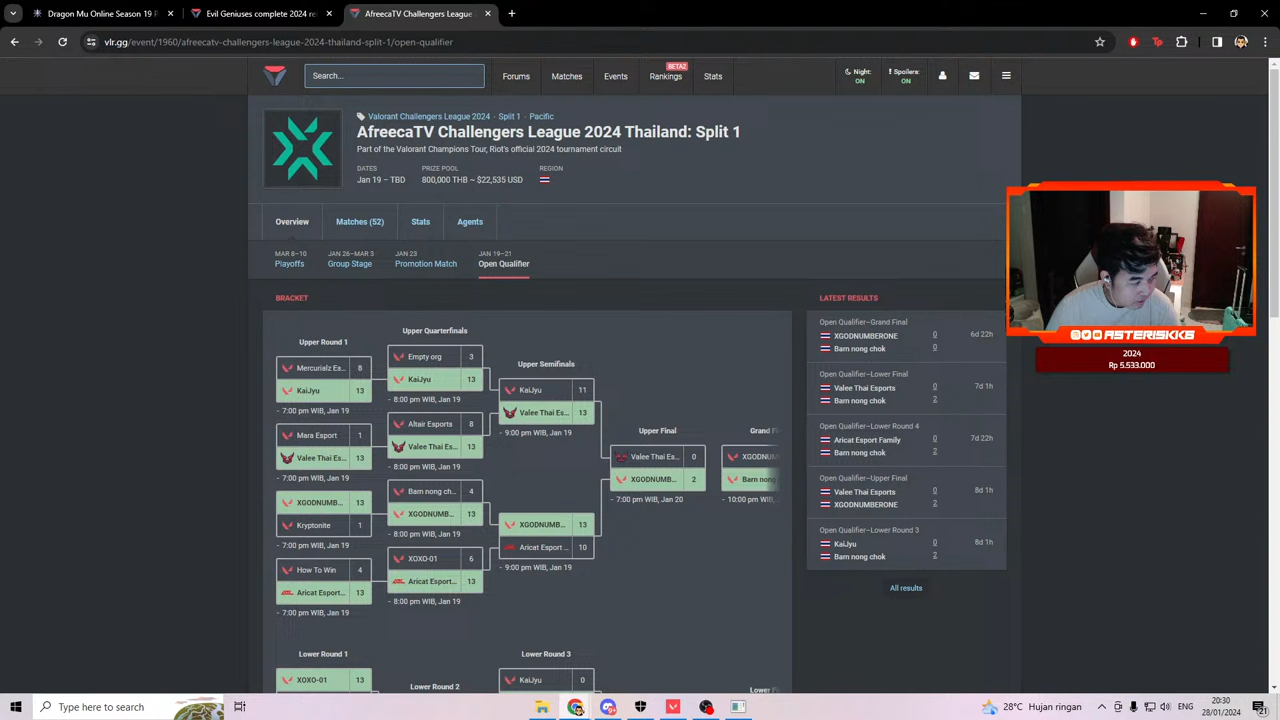 Dragon Mu Online Season 19 P
Evil Geniuses complete 2024 re
AfreecaTV Challengers League
vlr.gg/event/1960/afreecatv-challengers-league-2024-thailand-split-1/open-qualifier
Search...
Forums
Matches
Events
Rankings
BETA2
Stats
Night: ON
Spoilers: ON
Valorant Challengers League 2024 · Split 1 · Pacific
AfreecaTV Challengers League 2024 Thailand: Split 1
Part of the Valorant Champions Tour, Riot's official 2024 tournament circuit
DATES
Jan 19 – TBD
PRIZE POOL
800,000 THB ~ $22,535 USD
REGION
Overview
Matches (52)
Stats
Agents
MAR 8–10
Playoffs
JAN 26–MAR 3
Group Stage
JAN 23
Promotion Match
JAN 19–21
Open Qualifier
BRACKET
Upper Round 1
Mercurialz Es... 8
KaiJyu 13
- 7:00 pm WIB, Jan 19
Mara Esport 1
Valee Thai Es... 13
- 7:00 pm WIB, Jan 19
XGODNUMB... 13
Kryptonite 1
- 7:00 pm WIB, Jan 19
How To Win 4
Aricat Esport... 13
- 7:00 pm WIB, Jan 19
Upper Quarterfinals
Empty org 3
KaiJyu 13
- 8:00 pm WIB, Jan 19
Altair Esports 8
Valee Thai Es... 13
- 8:00 pm WIB, Jan 19
Barn nong ch... 4
XGODNUMB... 13
- 8:00 pm WIB, Jan 19
XOXO-01 6
Aricat Esport... 13
- 8:00 pm WIB, Jan 19
Upper Semifinals
KaiJyu 11
Valee Thai Es... 13
- 9:00 pm WIB, Jan 19
XGODNUMB... 13
Aricat Esport ... 10
- 9:00 pm WIB, Jan 19
Upper Final
Valee Thai Es... 0
XGODNUMB... 2
- 7:00 pm WIB, Jan 20
Grand Fi
XGODNUM
Barn nong
- 10:00 pm WIB,
Lower Round 1
XOXO-01 13
Lower Round 2
Lower Round 3
KaiJyu 0
Lower Fi
LATEST RESULTS
Open Qualifier–Grand Final
XGODNUMBERONE 0
6d 22h
Barn nong chok 0
Open Qualifier–Lower Final
Valee Thai Esports 0
7d 1h
Barn nong chok 2
Open Qualifier–Lower Round 4
Aricat Esport Family 0
7d 22h
Barn nong chok 2
Open Qualifier–Upper Final
Valee Thai Esports 0
8d 1h
XGODNUMBERONE 2
Open Qualifier–Lower Round 3
KaiJyu 0
8d 1h
Barn nong chok 2
All results
ASTERISKK6
2024
Rp 5.533.000
Type here to search
28°C Hujan ringan
ENG
20:30
28/01/2024